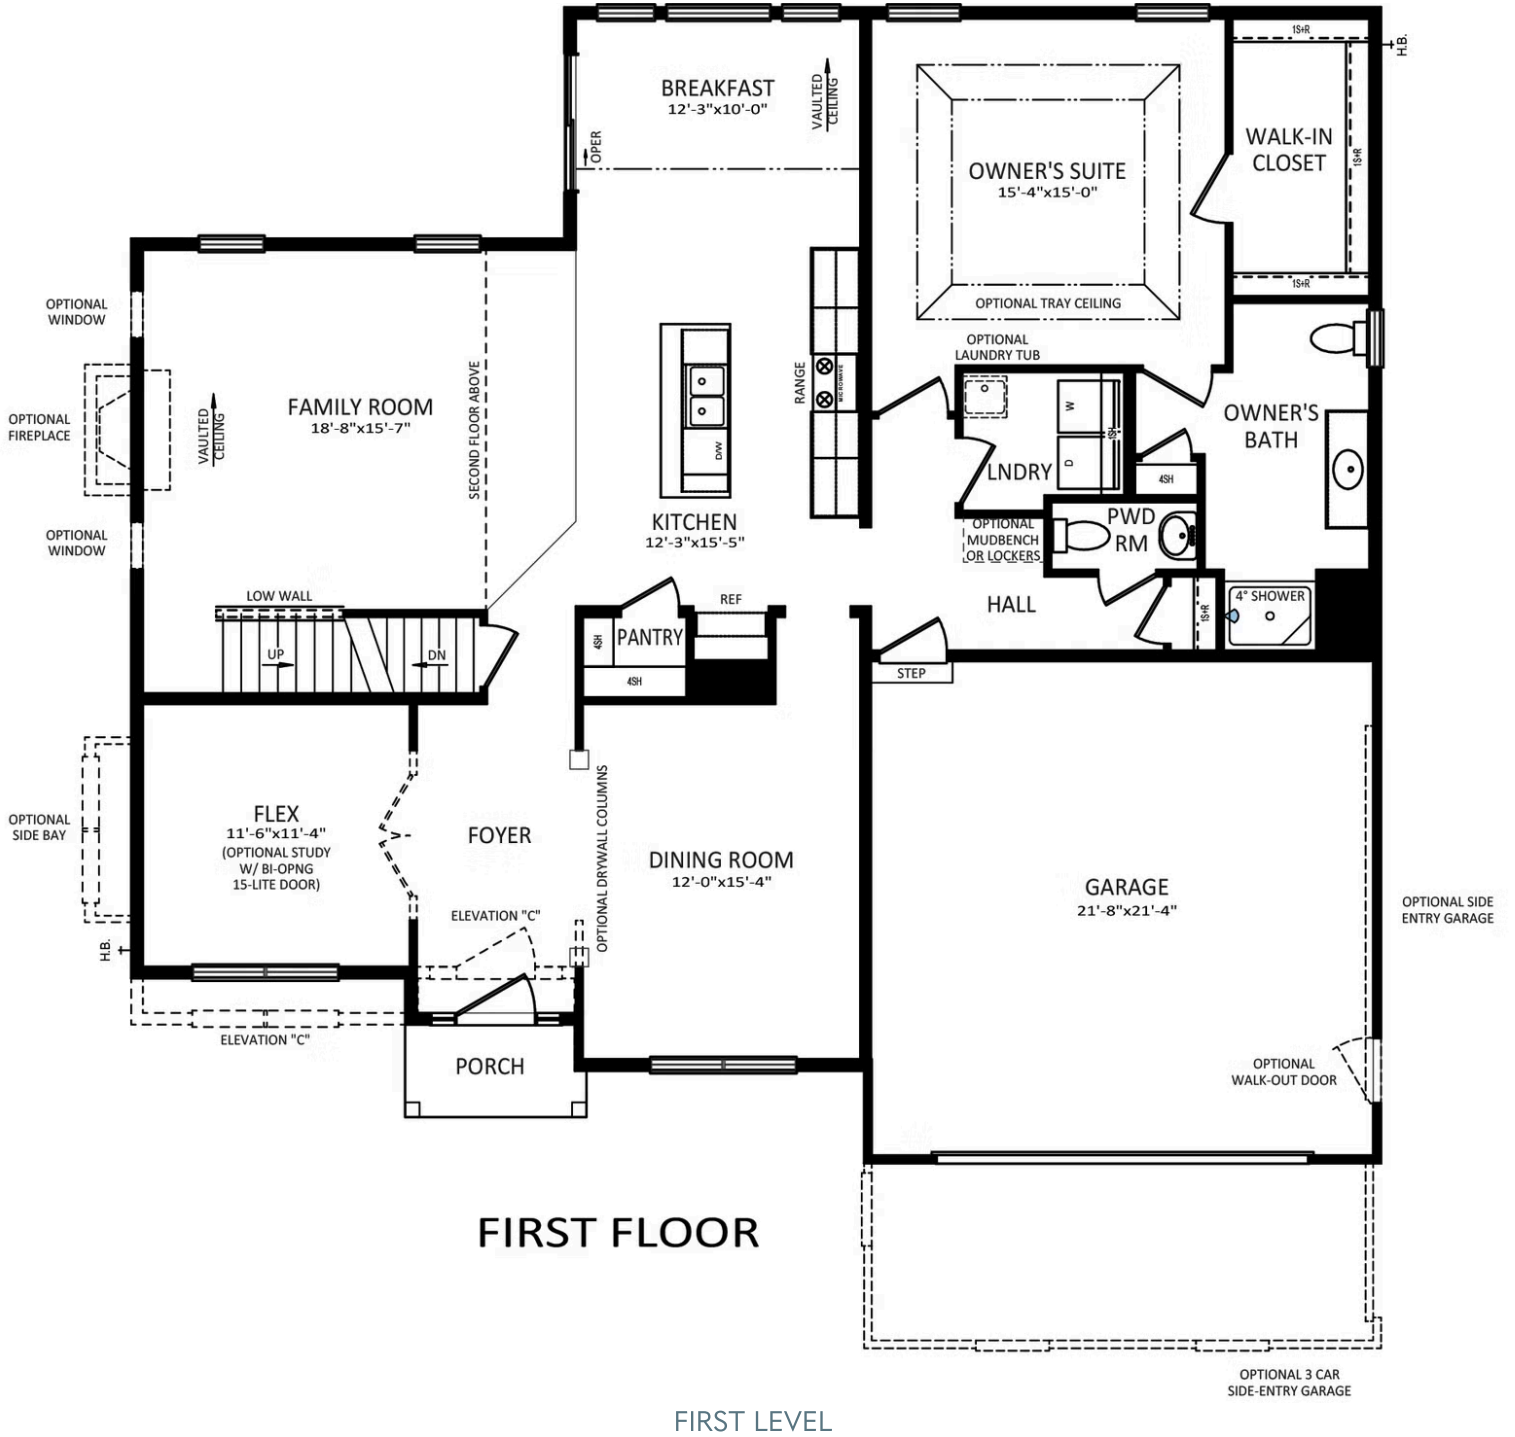 1S+R
H.B.
BREAKFAST
12'-3"x10'-0"
VAULTED
CEILING
OPER
WALK-IN
CLOSET
1S+R
OWNER'S SUITE
15'-4"x15'-0"
1S+R
OPTIONAL TRAY CEILING
OPTIONAL
WINDOW
OPTIONAL
LAUNDRY TUB
OPTIONAL
FIREPLACE
VAULTED
CEILING
FAMILY ROOM
18'-8"x15'-7"
SECOND FLOOR ABOVE
RANGE
MICROWAVE
D/W
W
D
1SH
LNDRY
OWNER'S
BATH
4SH
OPTIONAL
WINDOW
KITCHEN
12'-3"x15'-5"
OPTIONAL
MUDBENCH
OR LOCKERS
PWD
RM
LOW WALL
REF
HALL
1S+R
4" SHOWER
UP
DN
4SH
PANTRY
4SH
STEP
OPTIONAL
SIDE BAY
FLEX
11'-6"x11'-4"
(OPTIONAL STUDY
W/ BI-OPNG
15-LITE DOOR)
FOYER
OPTIONAL DRYWALL COLUMNS
DINING ROOM
12'-0"x15'-4"
GARAGE
21'-8"x21'-4"
OPTIONAL SIDE
ENTRY GARAGE
ELEVATION "C"
H.B.
ELEVATION "C"
PORCH
OPTIONAL
WALK-OUT DOOR
FIRST FLOOR
OPTIONAL 3 CAR
SIDE-ENTRY GARAGE
FIRST LEVEL